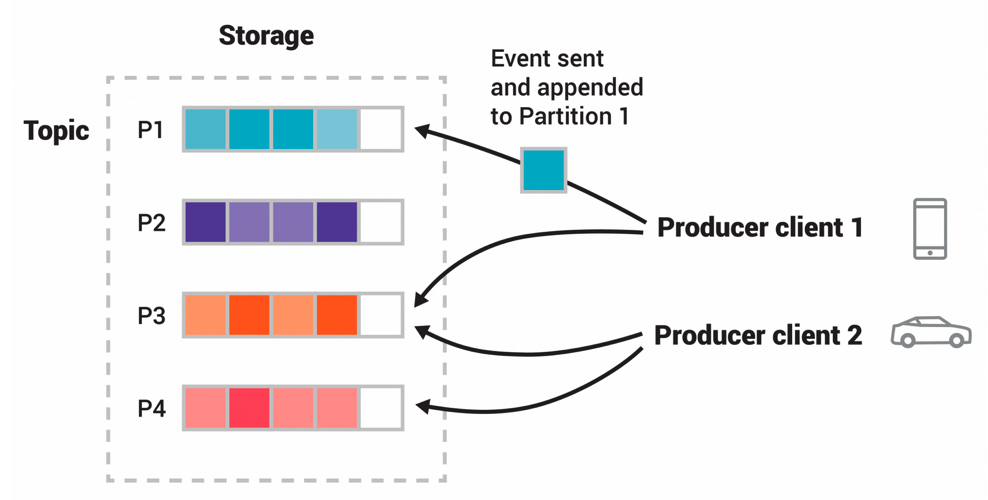 Storage
Event sent
and appended
to Partition 1
Topic
P1
P2
Producer client 1
P3
Producer client 2
P4